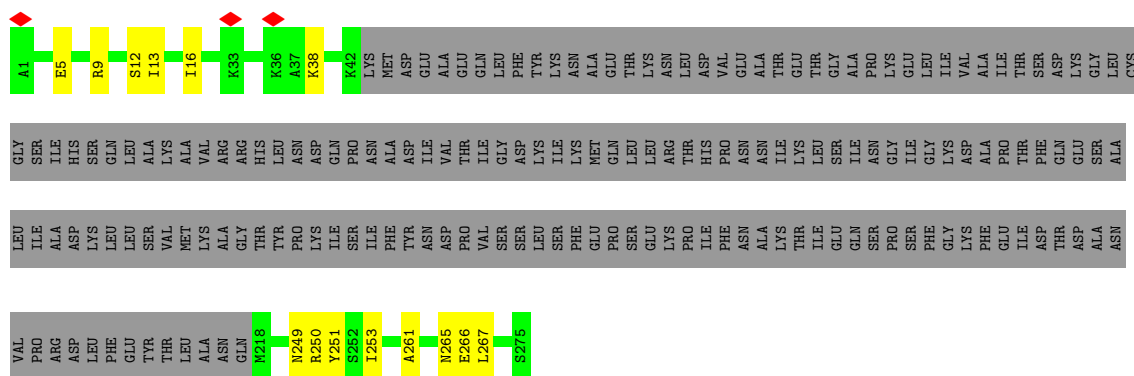 A1 E5 R9 S12 I13 I16 K33 K36 A37 K38 K42 LYS MET ASP GLU ALA GLU GLN LEU PHE TYR LYS ASN ALA GLU THR LYS ASN LEU ASP VAL GLU ALA THR GLU THR GLY ALA PRO LYS GLU LEU ILE VAL ALA ILE THR SER ASP LYS GLY LEU CYS
GLY SER ILE HIS SER GLN LEU ALA LYS ALA VAL ARG ARG HIS LEU ASN ASP GLN PRO ASN ALA ASP ILE VAL THR ILE GLY ASP LYS ILE LYS MET GLN LEU LEU ARG THR HIS PRO ASN ASN ILE LYS LEU SER ILE ASN GLY ILE GLY LYS ASP ALA PRO THR PHE GLN GLU SER ALA
LEU ILE ALA ASP LYS LEU LEU SER VAL MET LYS ALA GLY THR TYR PRO LYS ILE SER ILE PHE TYR ASN ASP PRO VAL SER SER LEU SER PHE GLU PRO SER GLU LYS PRO ILE PHE ASN ALA LYS THR ILE GLU GLN SER PRO SER PHE GLY LYS PHE GLU ILE ASP THR ASP ALA ASN
VAL PRO ARG ASP LEU PHE GLU TYR THR LEU ALA ASN GLN M218 N249 R250 Y251 S252 I253 A261 N265 E266 L267 S275